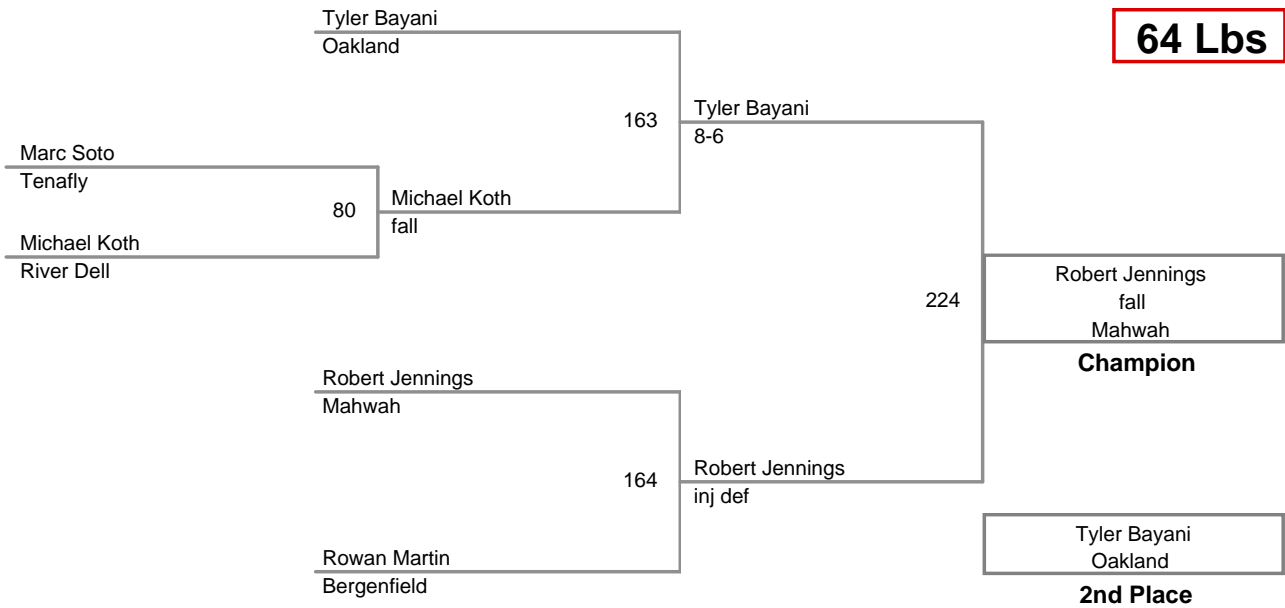 Tyler Bayani
Oakland
64 Lbs
163
Tyler Bayani
8-6
Marc Soto
Tenafly
80
Michael Koth
fall
Michael Koth
River Dell
224
Robert Jennings
fall
Mahwah
Champion
Robert Jennings
Mahwah
164
Robert Jennings
inj def
Rowan Martin
Bergenfield
Tyler Bayani
Oakland
2nd Place